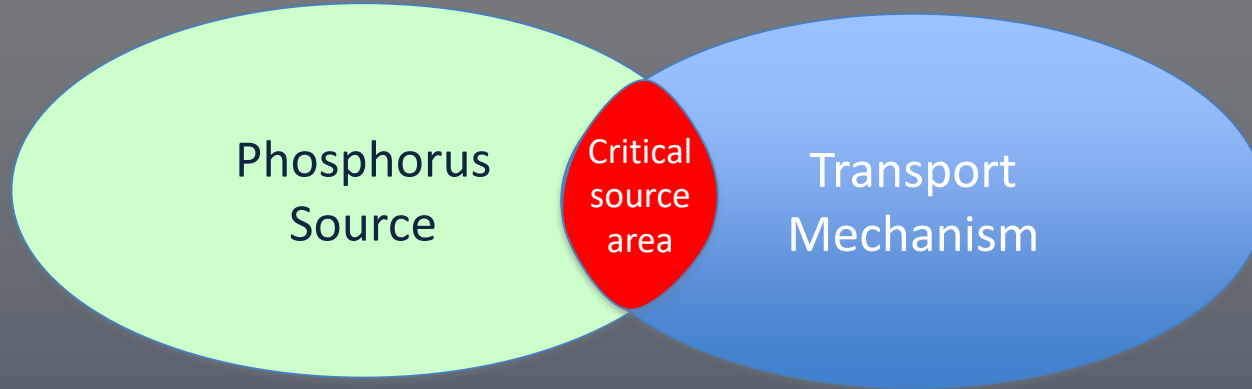 Phosphorus
Source
Critical
source
area
Transport
Mechanism